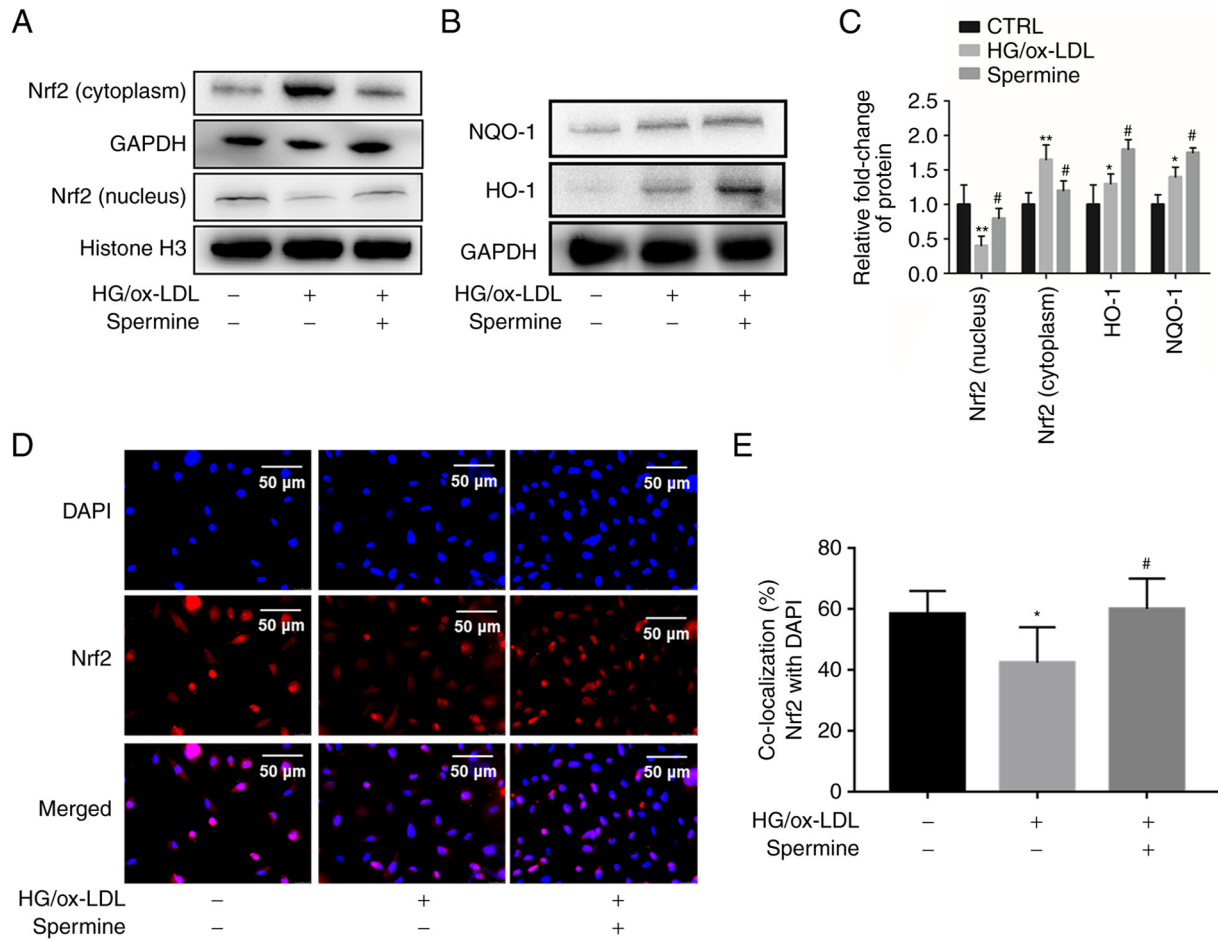 A
Nrf2 (cytoplasm)
GAPDH
Nrf2 (nucleus)
Histone H3
HG/ox-LDL – + +
Spermine – – +
B
NQO-1
HO-1
GAPDH
HG/ox-LDL – + +
Spermine – – +
C
CTRL
HG/ox-LDL
Spermine
Relative fold-change
of protein
2.5
2.0
1.5
1.0
0.5
0.0
** #
** #
* #
* #
Nrf2 (nucleus)
Nrf2 (cytoplasm)
HO-1
NQO-1
D
DAPI
50 µm 50 µm 50 µm
Nrf2
50 µm 50 µm 50 µm
Merged
50 µm 50 µm 50 µm
HG/ox-LDL – + +
Spermine – – +
E
Co-localization (%)
Nrf2 with DAPI
80
60
40
20
0
* #
HG/ox-LDL – + +
Spermine – – +